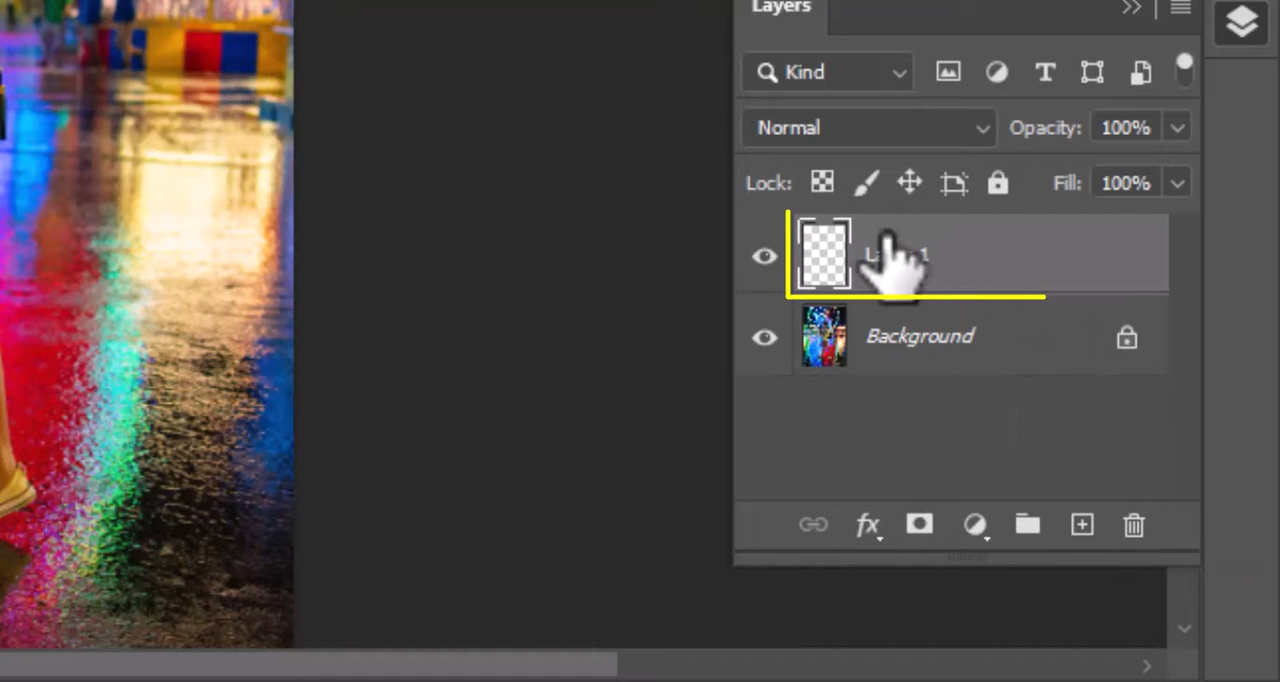 Layers
Kind
Normal
Opacity: 100%
Lock:
Fill: 100%
Background